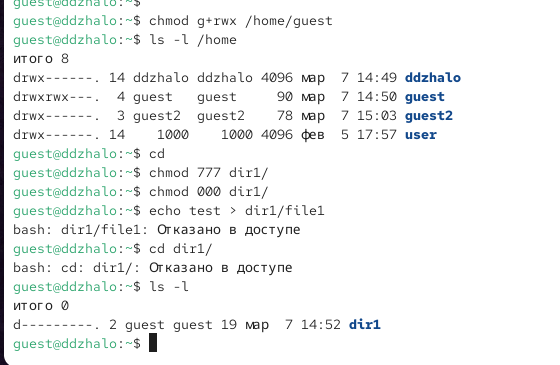 guest@ddzhalo:~$
guest@ddzhalo:~$ chmod g+rwx /home/guest
guest@ddzhalo:~$ ls -l /home
итого 8
drwx------. 14 ddzhalo ddzhalo 4096 мар  7 14:49 ddzhalo
drwxrwx---.  4 guest   guest     90 мар  7 14:50 guest
drwx------.  3 guest2  guest2    78 мар  7 15:03 guest2
drwx------. 14    1000    1000 4096 фев  5 17:57 user
guest@ddzhalo:~$ cd
guest@ddzhalo:~$ chmod 777 dir1/
guest@ddzhalo:~$ chmod 000 dir1/
guest@ddzhalo:~$ echo test > dir1/file1
bash: dir1/file1: Отказано в доступе
guest@ddzhalo:~$ cd dir1/
bash: cd: dir1/: Отказано в доступе
guest@ddzhalo:~$ ls -l
итого 0
d---------. 2 guest guest 19 мар  7 14:52 dir1
guest@ddzhalo:~$